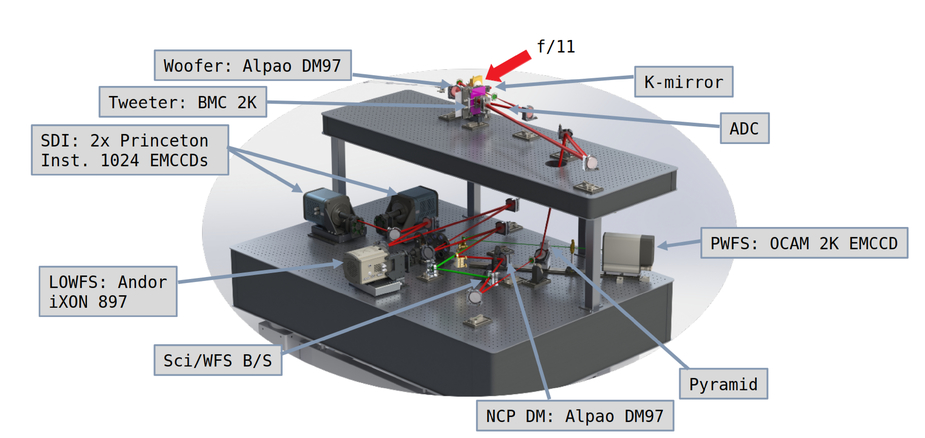 f/11
Woofer: Alpao DM97
K-mirror
Tweeter: BMC 2K
ADC
SDI: 2x Princeton
Inst. 1024 EMCCDs
PWFS: OCAM 2K EMCCD
LOWFS: Andor
iXON 897
Sci/WFS B/S
Pyramid
NCP DM: Alpao DM97